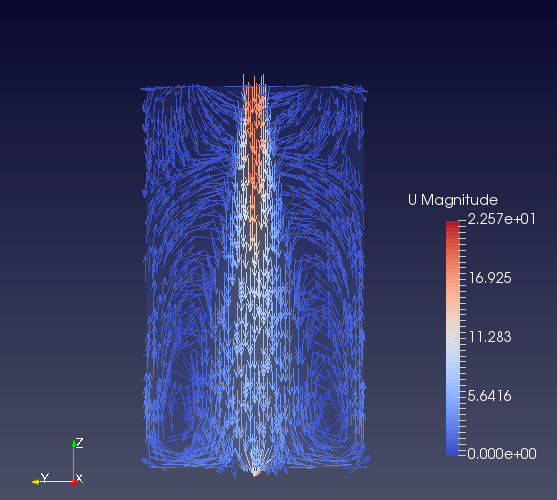 U Magnitude
2.257e+01
16.925
11.283
5.6416
0.000e+00
Z
Y
X